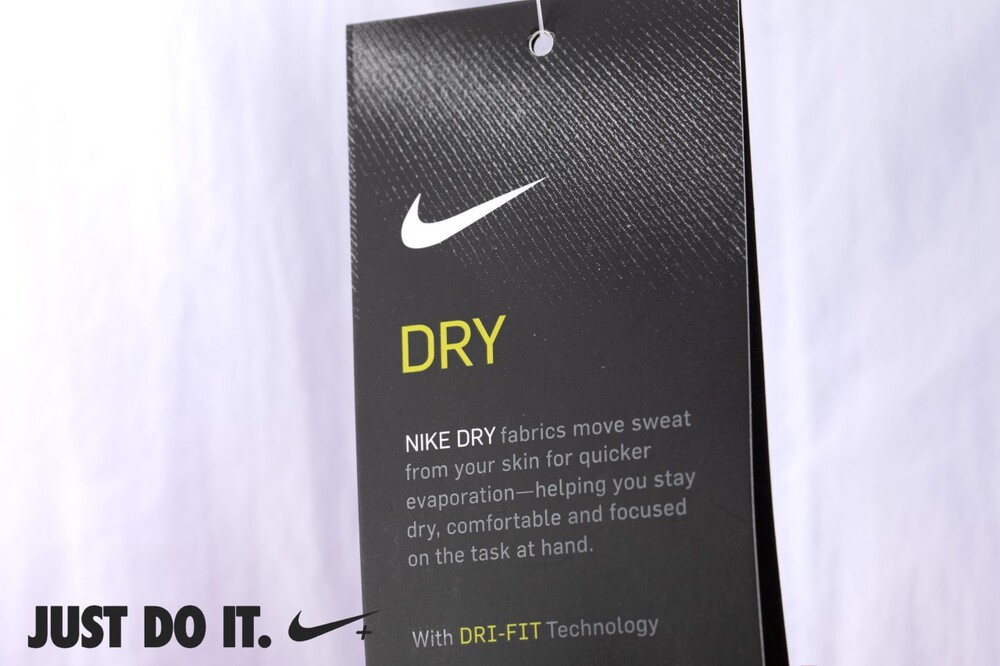 DRY
NIKE DRY fabrics move sweat
from your skin for quicker
evaporation—helping you stay
dry, comfortable and focused
on the task at hand.
With DRI-FIT Technology
JUST DO IT. +